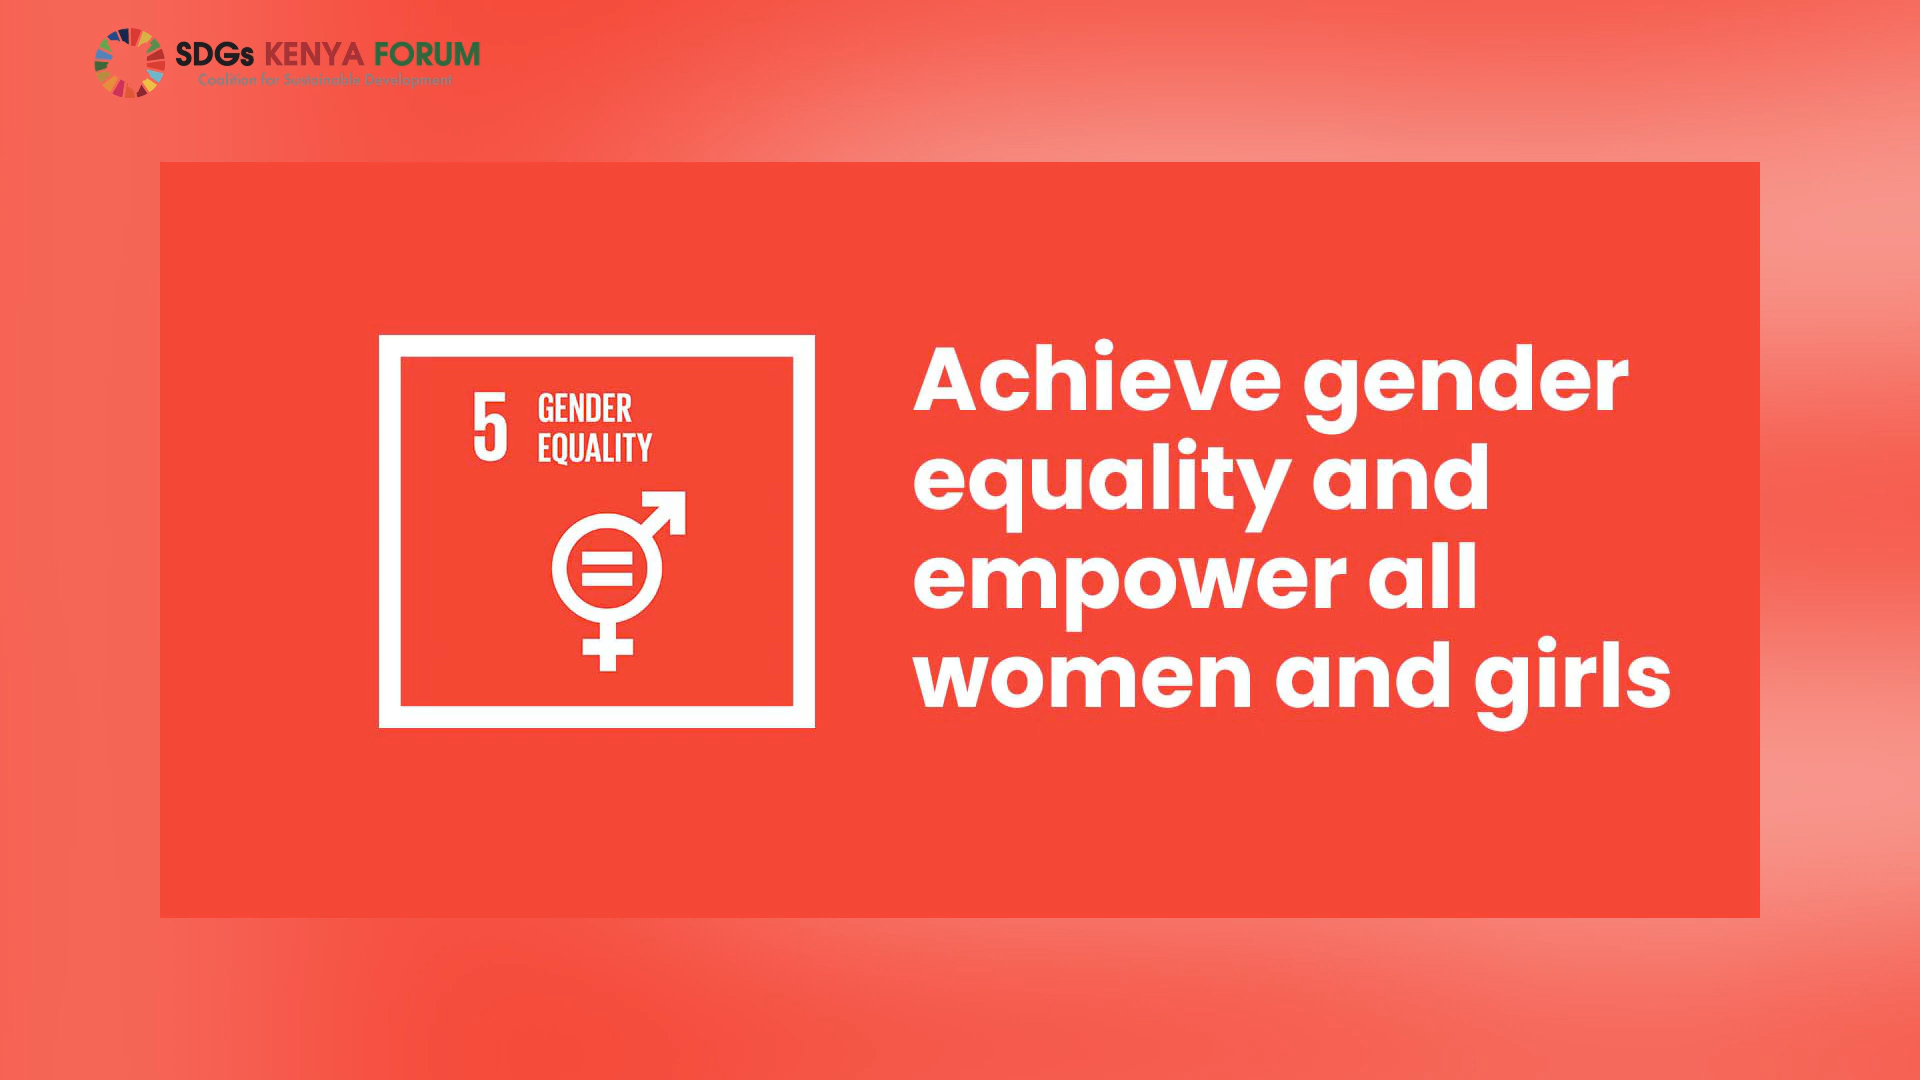 SDGs KENYA FORUM
Coalition for Sustainable Development
5 GENDER
EQUALITY
Achieve gender
equality and
empower all
women and girls